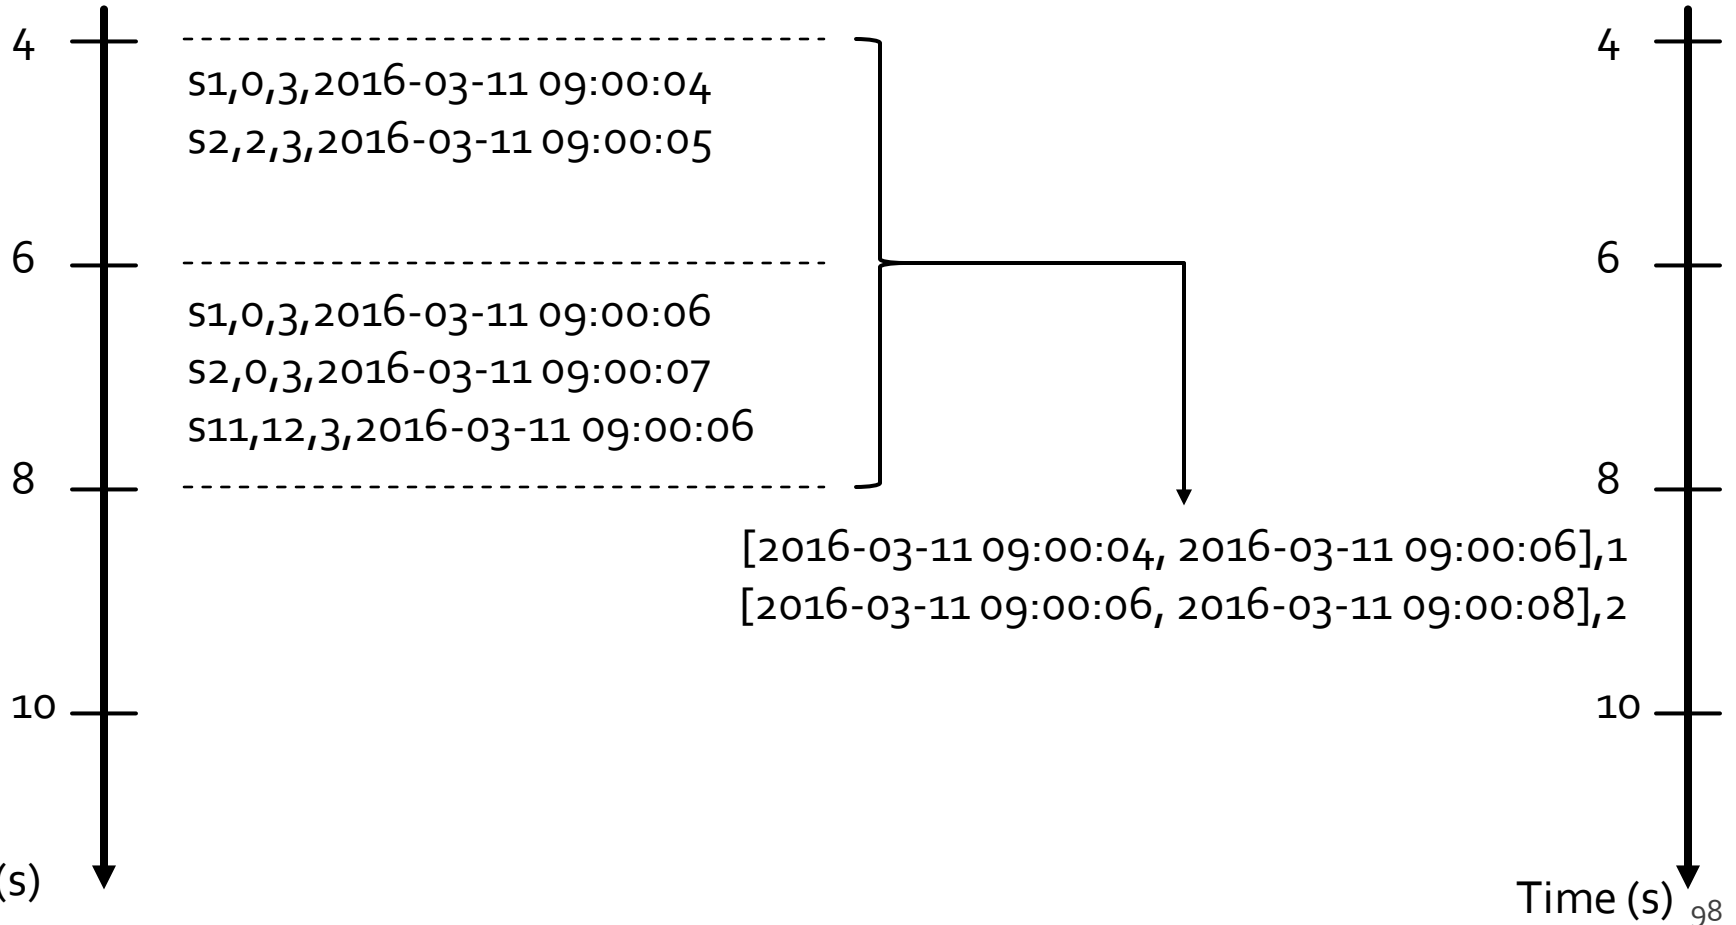 4
s1,0,3,2016-03-11 09:00:04
4
s2,2,3,2016-03-11 09:00:05
6
6
s1,0,3,2016-03-11 09:00:06
s2,0,3,2016-03-11 09:00:07
s11,12,3,2016-03-11 09:00:06
8
8
[2016-03-11 09:00:04, 2016-03-11 09:00:06],1
[2016-03-11 09:00:06, 2016-03-11 09:00:08],2
10
10
(s)
Time (s)
98